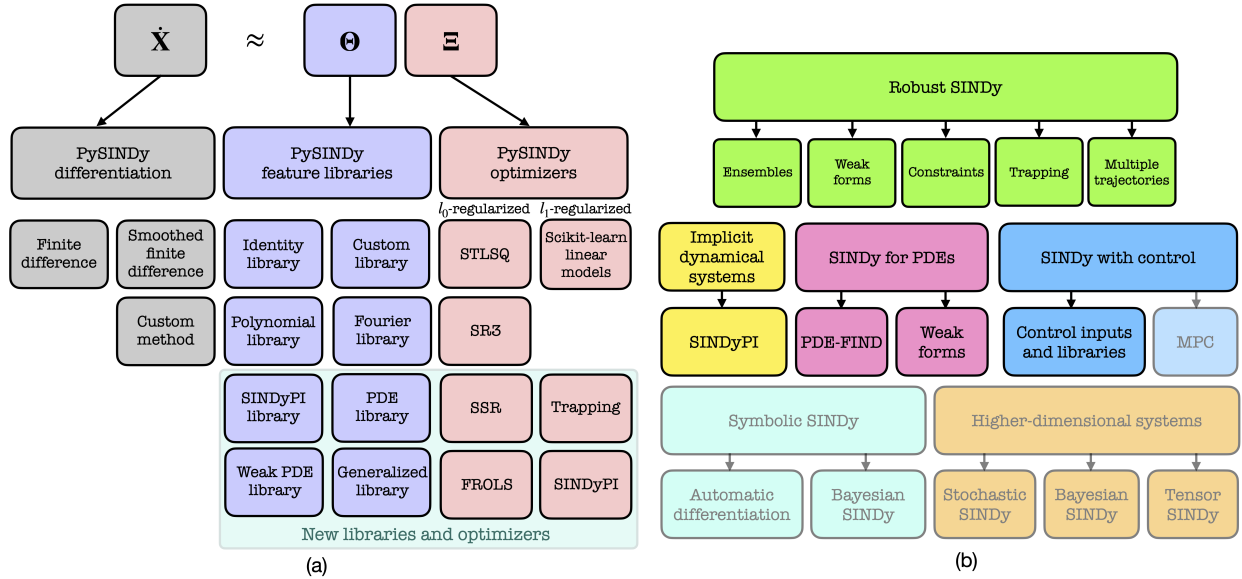 Ẋ ≈ Θ Ξ
PySINDy
differentiation
PySINDy
feature libraries
PySINDy
optimizers
l₀-regularized
l₁-regularized
Finite
difference
Smoothed
finite
difference
Identity
library
Custom
library
STLSQ
Scikit-learn
linear
models
Custom
method
Polynomial
library
Fourier
library
SR3
SINDyPI
library
PDE
library
SSR
Trapping
Weak PDE
library
Generalized
library
FROLS
SINDyPI
New libraries and optimizers
(a)
Robust SINDy
Ensembles
Weak
forms
Constraints
Trapping
Multiple
trajectories
Implicit
dynamical
systems
SINDy for PDEs
SINDy with control
SINDyPI
PDE-FIND
Weak
forms
Control inputs
and libraries
MPC
Symbolic SINDy
Higher-dimensional systems
Automatic
differentiation
Bayesian
SINDy
Stochastic
SINDy
Bayesian
SINDy
Tensor
SINDy
(b)